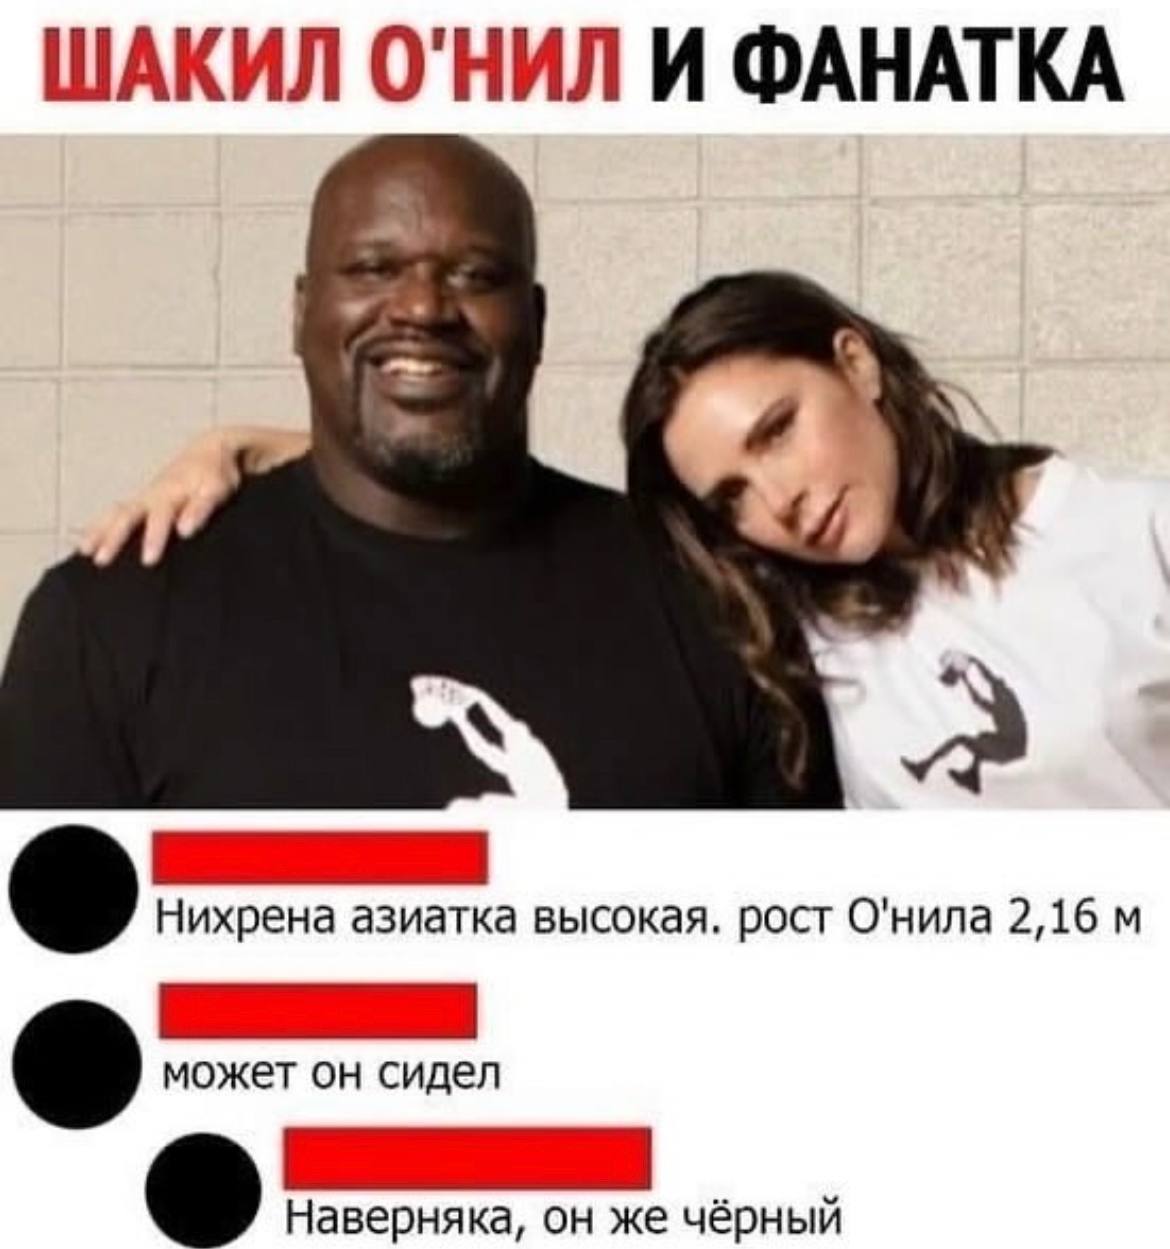 ШАКИЛ О'НИЛ И ФАНАТКА
Нихрена азиатка высокая. рост О'нила 2,16 м
может он сидел
Наверняка, он же чёрный